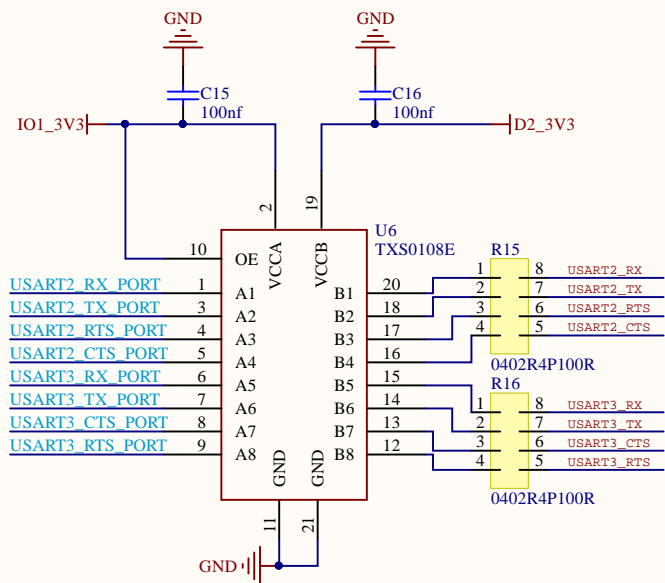 GND
GND
C15
100nf
C16
100nf
IO1_3V3
D2_3V3
2
19
U6
TXS0108E
10
OE
VCCA
VCCB
R15
USART2_RX_PORT
1
A1
B1
20
1
8
USART2_RX
USART2_TX_PORT
3
A2
B2
18
2
7
USART2_TX
USART2_RTS_PORT
4
A3
B3
17
3
6
USART2_RTS
USART2_CTS_PORT
5
A4
B4
16
4
5
USART2_CTS
0402R4P100R
USART3_RX_PORT
6
A5
B5
15
R16
USART3_TX_PORT
7
A6
B6
14
1
8
USART3_RX
USART3_CTS_PORT
8
A7
B7
13
2
7
USART3_TX
USART3_RTS_PORT
9
A8
B8
12
3
6
USART3_CTS
4
5
USART3_RTS
GND
GND
0402R4P100R
11
21
GND